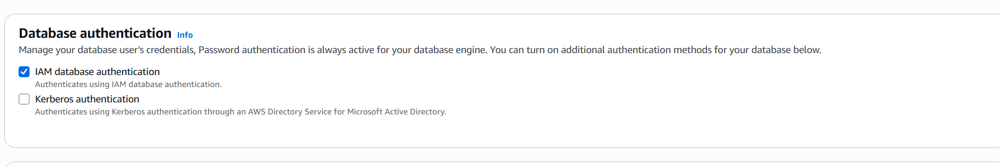 Database authentication Info
Manage your database user's credentials, Password authentication is always active for your database engine. You can turn on additional authentication methods for your database below.
IAM database authentication
Authenticates using IAM database authentication.
Kerberos authentication
Authenticates using Kerberos authentication through an AWS Directory Service for Microsoft Active Directory.